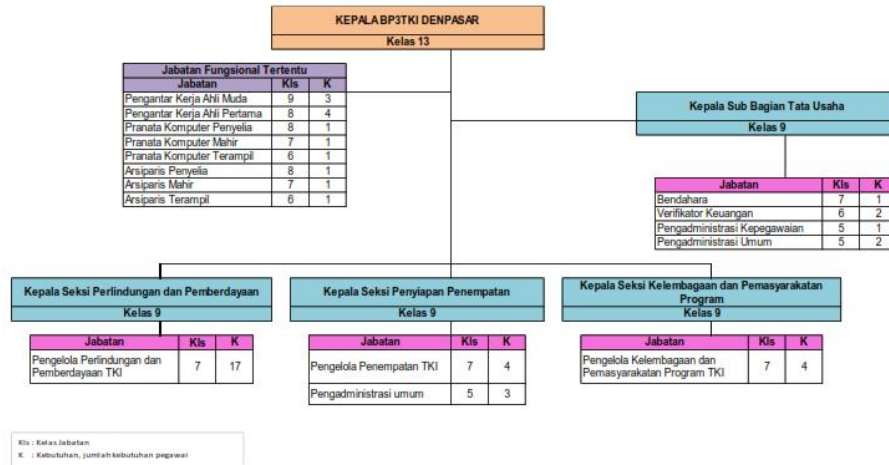 KEPALA BP3TKI DENPASAR
Kelas 13
Jabatan Fungsional Tertentu
Jabatan Kls K
Pengantar Kerja Ahli Muda 9 3
Pengantar Kerja Ahli Pertama 8 4
Pranata Komputer Penyelia 8 1
Pranata Komputer Mahir 7 1
Pranata Komputer Terampil 6 1
Arsiparis Penyelia 8 1
Arsiparis Mahir 7 1
Arsiparis Terampil 6 1
Kepala Sub Bagian Tata Usaha
Kelas 9
Jabatan Kls K
Bendahara 7 1
Verifikator Keuangan 6 2
Pengadministrasi Kepegawaian 5 1
Pengadministrasi Umum 5 2
Kepala Seksi Perlindungan dan Pemberdayaan
Kelas 9
Jabatan Kls K
Pengelola Perlindungan dan
Pemberdayaan TKI 7 17
Kepala Seksi Penyiapan Penempatan
Kelas 9
Jabatan Kls K
Pengelola Penempatan TKI 7 4
Pengadministrasi umum 5 3
Kepala Seksi Kelembagaan dan Pemasyarakatan
Program
Kelas 9
Jabatan Kls K
Pengelola Kelembagaan dan
Pemasyarakatan Program TKI 7 4
Kls : Kelas Jabatan
K : Kebutuhan, jumlah kebutuhan pegawai